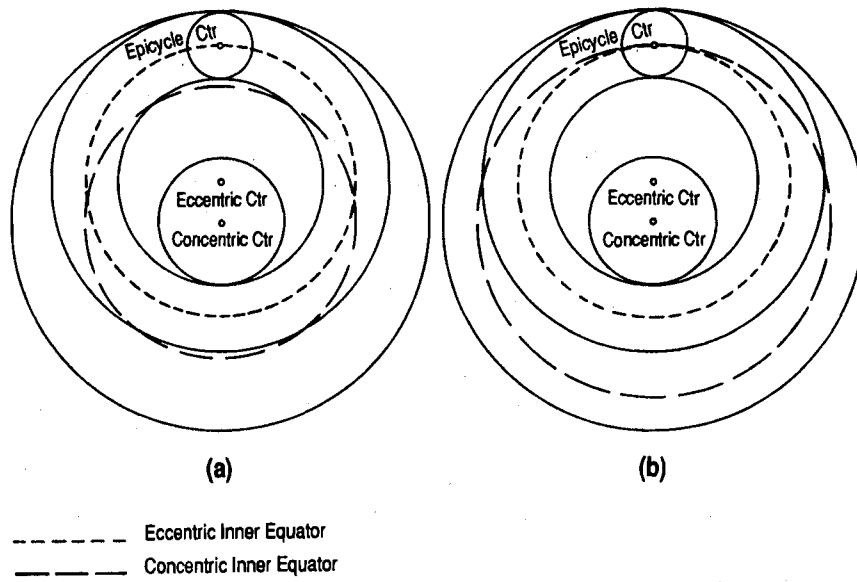 Ctr
Epicycle
Eccentric Ctr
Concentric Ctr
(a)
Ctr
Epicycle
Eccentric Ctr
Concentric Ctr
(b)
Eccentric Inner Equator
Concentric Inner Equator